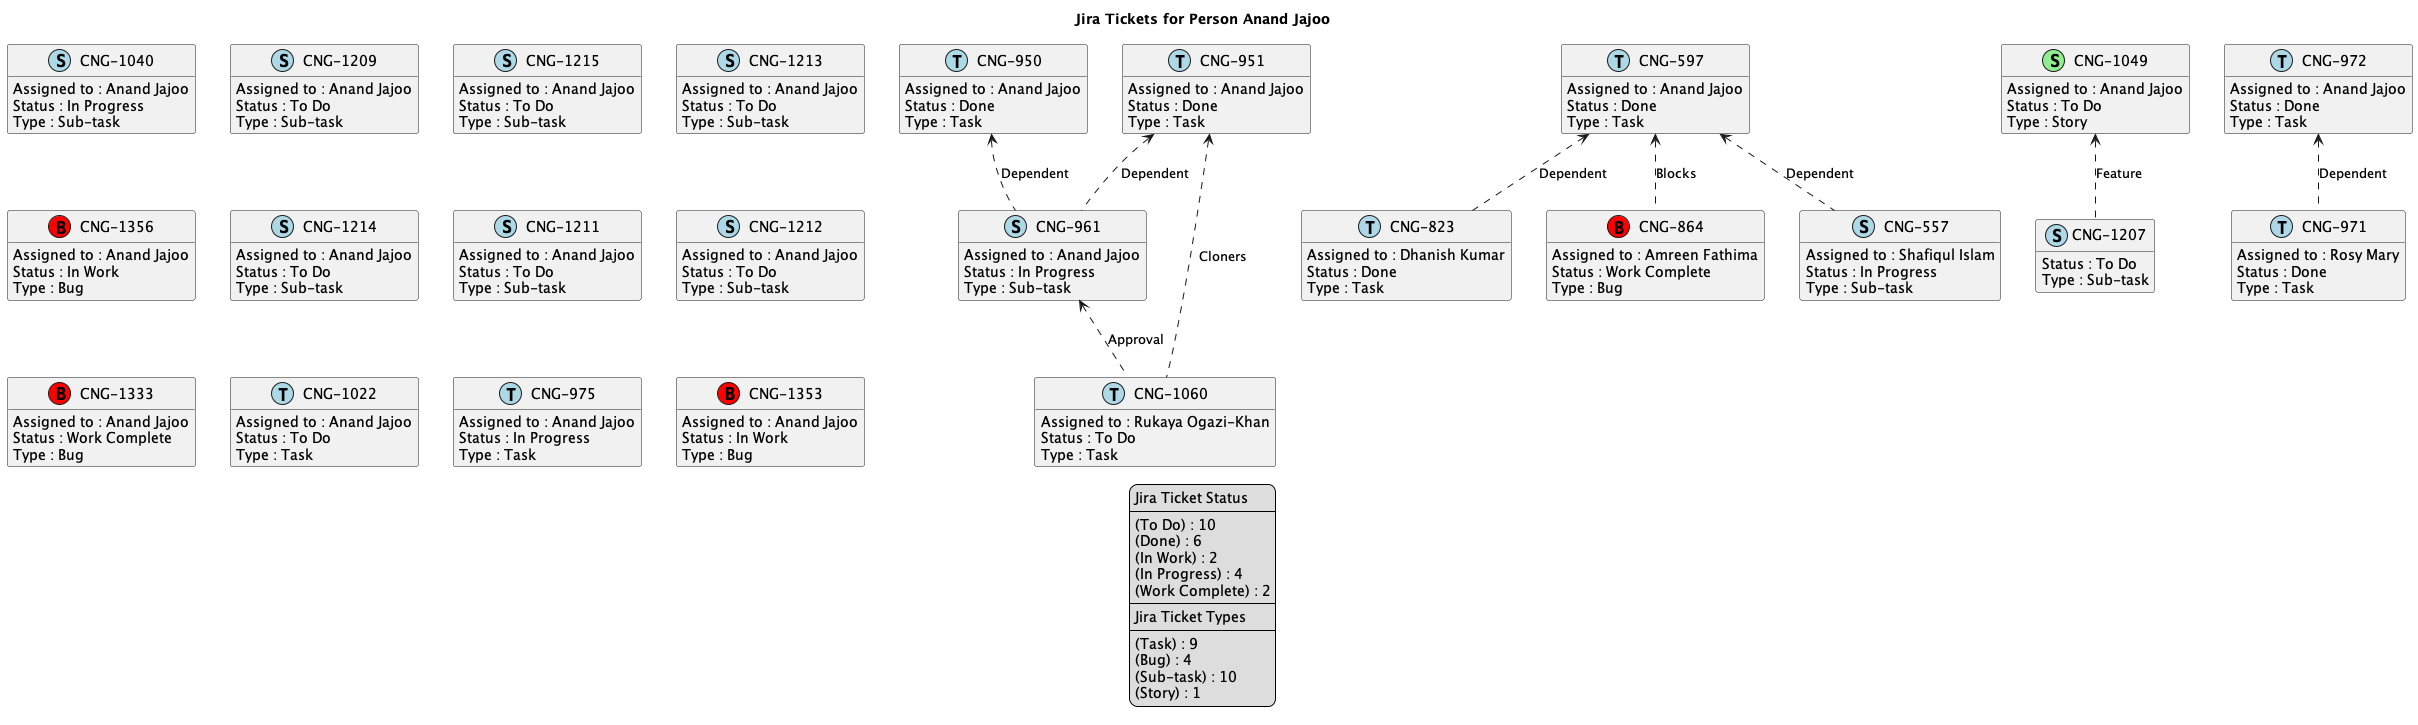 Jira Tickets for Person Anand Jajoo
S CNG-1040
Assigned to : Anand Jajoo
Status : In Progress
Type : Sub-task
S CNG-1209
Assigned to : Anand Jajoo
Status : To Do
Type : Sub-task
S CNG-1215
Assigned to : Anand Jajoo
Status : To Do
Type : Sub-task
S CNG-1213
Assigned to : Anand Jajoo
Status : To Do
Type : Sub-task
T CNG-950
Assigned to : Anand Jajoo
Status : Done
Type : Task
T CNG-951
Assigned to : Anand Jajoo
Status : Done
Type : Task
T CNG-597
Assigned to : Anand Jajoo
Status : Done
Type : Task
S CNG-1049
Assigned to : Anand Jajoo
Status : To Do
Type : Story
T CNG-972
Assigned to : Anand Jajoo
Status : Done
Type : Task
Dependent
Dependent
Dependent
Blocks
Dependent
Feature
Dependent
B CNG-1356
Assigned to : Anand Jajoo
Status : In Work
Type : Bug
S CNG-1214
Assigned to : Anand Jajoo
Status : To Do
Type : Sub-task
S CNG-1211
Assigned to : Anand Jajoo
Status : To Do
Type : Sub-task
S CNG-1212
Assigned to : Anand Jajoo
Status : To Do
Type : Sub-task
S CNG-961
Assigned to : Anand Jajoo
Status : In Progress
Type : Sub-task
Cloners
T CNG-823
Assigned to : Dhanish Kumar
Status : Done
Type : Task
B CNG-864
Assigned to : Amreen Fathima
Status : Work Complete
Type : Bug
S CNG-557
Assigned to : Shafiqul Islam
Status : In Progress
Type : Sub-task
S CNG-1207
Status : To Do
Type : Sub-task
T CNG-971
Assigned to : Rosy Mary
Status : Done
Type : Task
Approval
B CNG-1333
Assigned to : Anand Jajoo
Status : Work Complete
Type : Bug
T CNG-1022
Assigned to : Anand Jajoo
Status : To Do
Type : Task
T CNG-975
Assigned to : Anand Jajoo
Status : In Progress
Type : Task
B CNG-1353
Assigned to : Anand Jajoo
Status : In Work
Type : Bug
T CNG-1060
Assigned to : Rukaya Ogazi-Khan
Status : To Do
Type : Task
Jira Ticket Status
(To Do) : 10
(Done) : 6
(In Work) : 2
(In Progress) : 4
(Work Complete) : 2
Jira Ticket Types
(Task) : 9
(Bug) : 4
(Sub-task) : 10
(Story) : 1